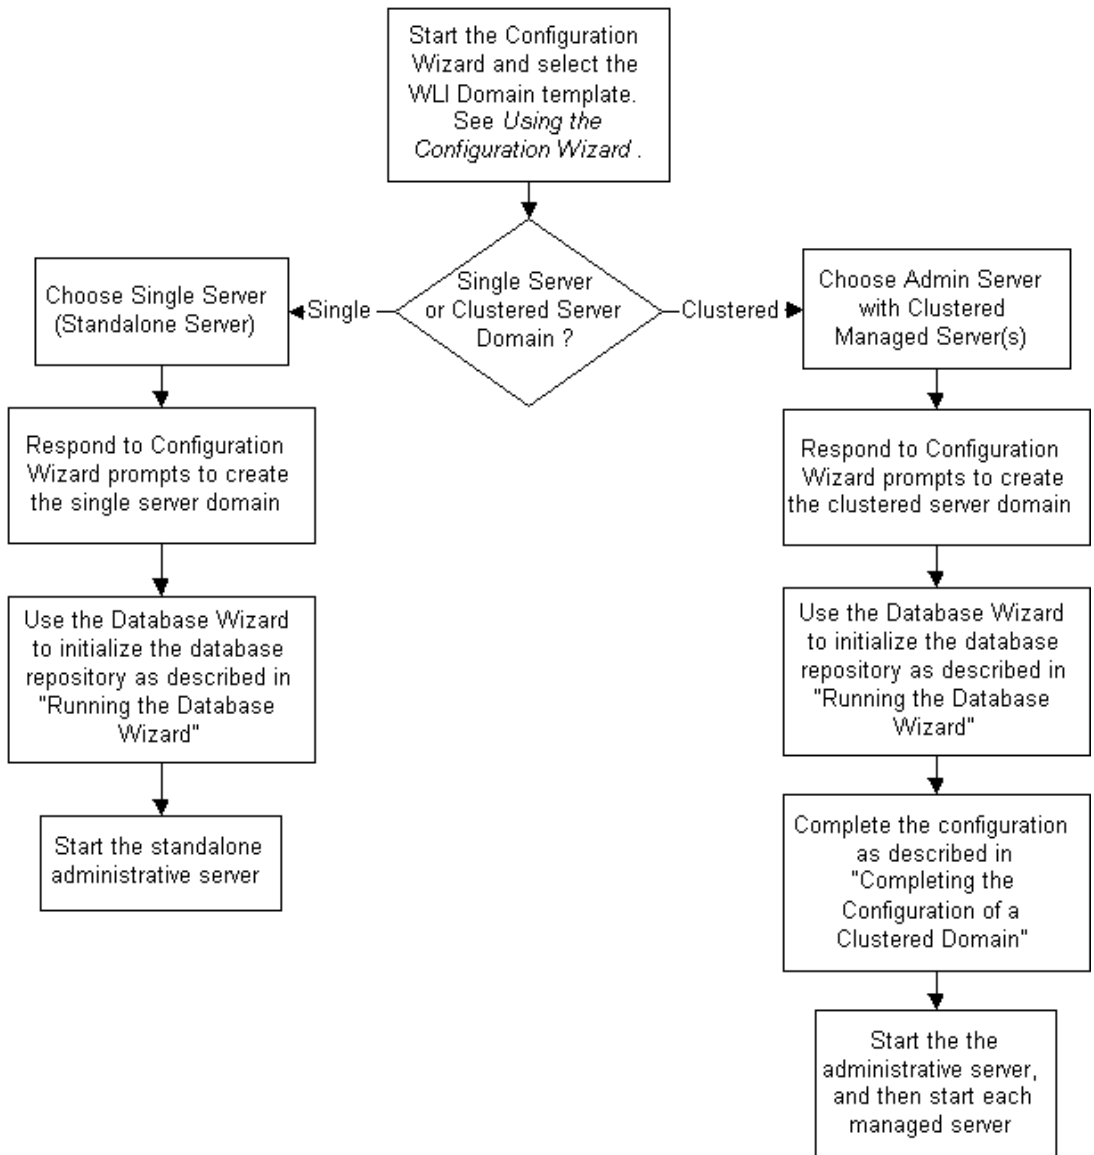 Start the Configuration
Wizard and select the
WLI Domain template.
See Using the
Configuration Wizard .
Single Server
or Clustered Server
Domain ?
Single
Clustered
Choose Single Server
(Standalone Server)
Respond to Configuration
Wizard prompts to create
the single server domain
Use the Database Wizard
to initialize the database
repository as described in
"Running the Database
Wizard"
Start the standalone
administrative server
Choose Admin Server
with Clustered
Managed Server(s)
Respond to Configuration
Wizard prompts to create
the clustered server domain
Use the Database Wizard
to initialize the database
repository as described in
"Running the Database
Wizard"
Complete the configuration
as described in
"Completing the
Configuration of a
Clustered Domain"
Start the the
administrative server,
and then start each
managed server